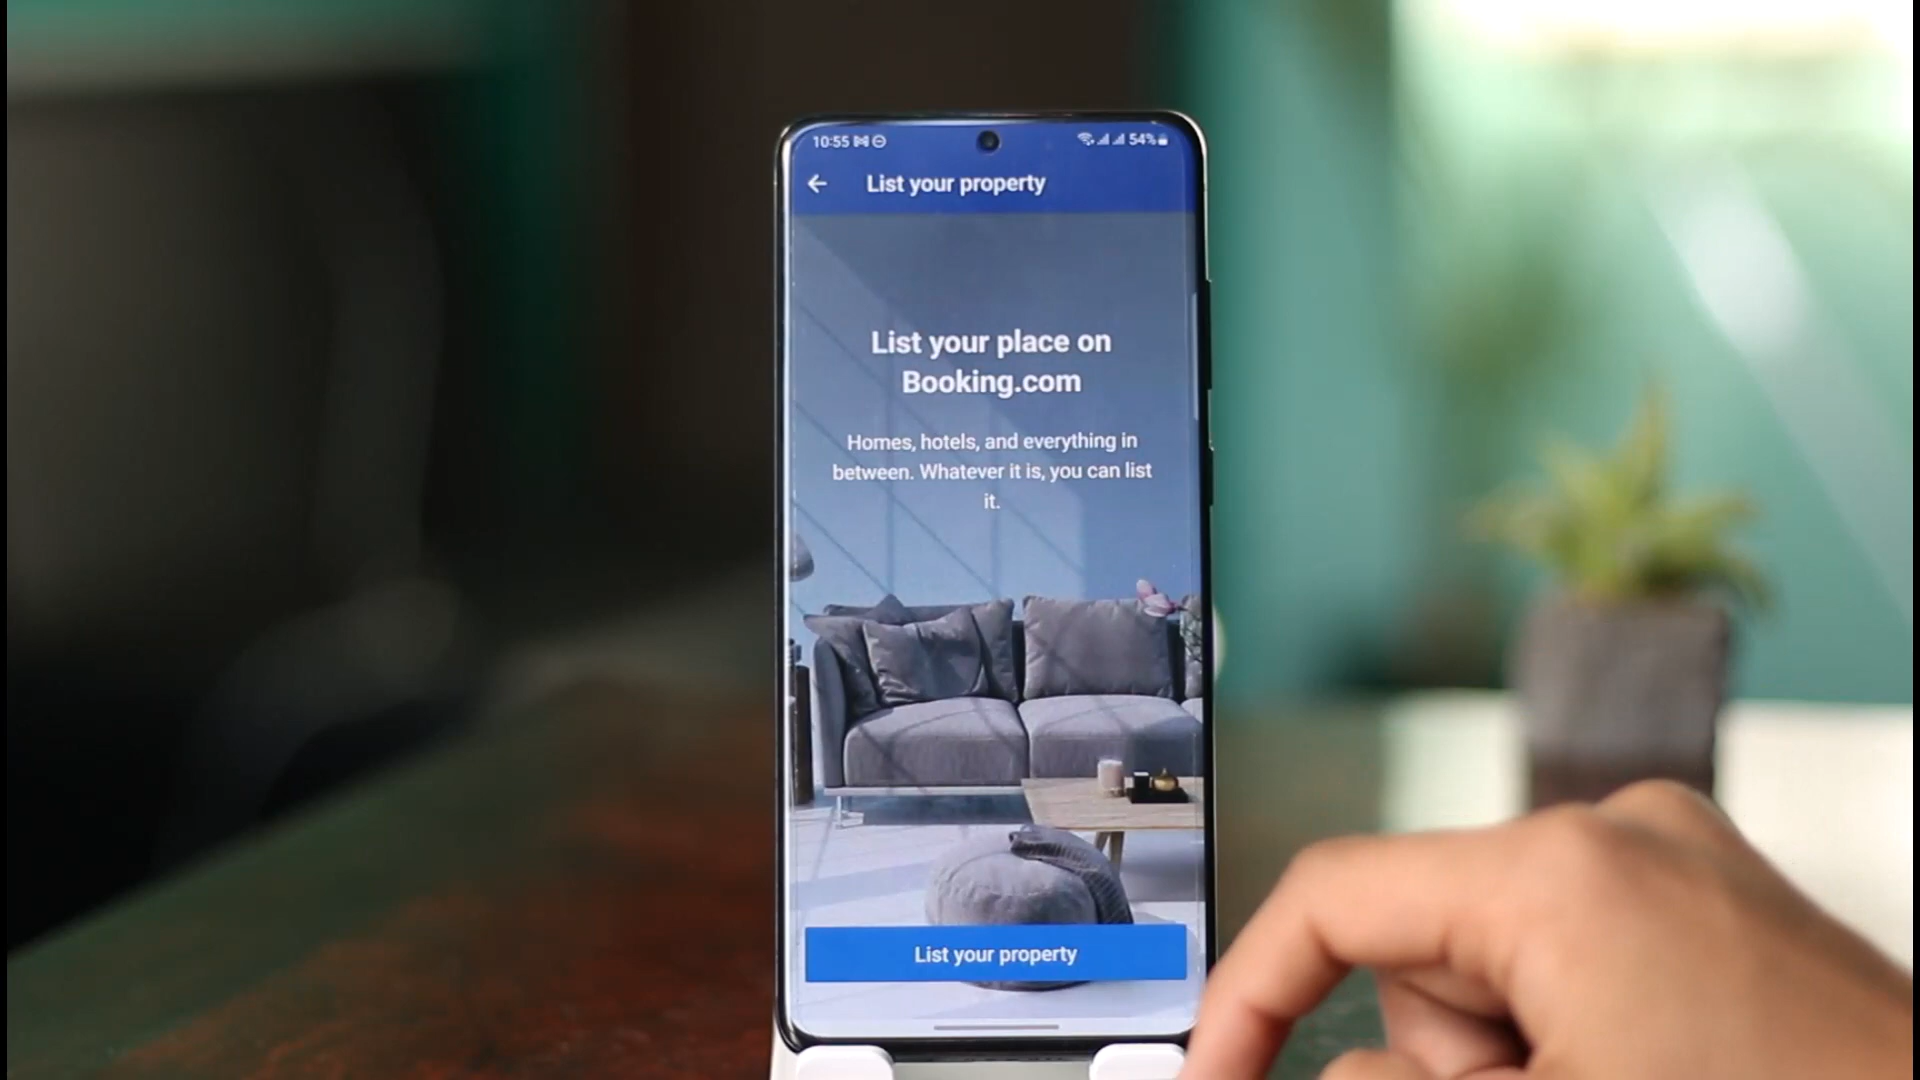 10:55
54%
List your property
List your place on
Booking.com
Homes, hotels, and everything in
between. Whatever it is, you can list
it.
List your property